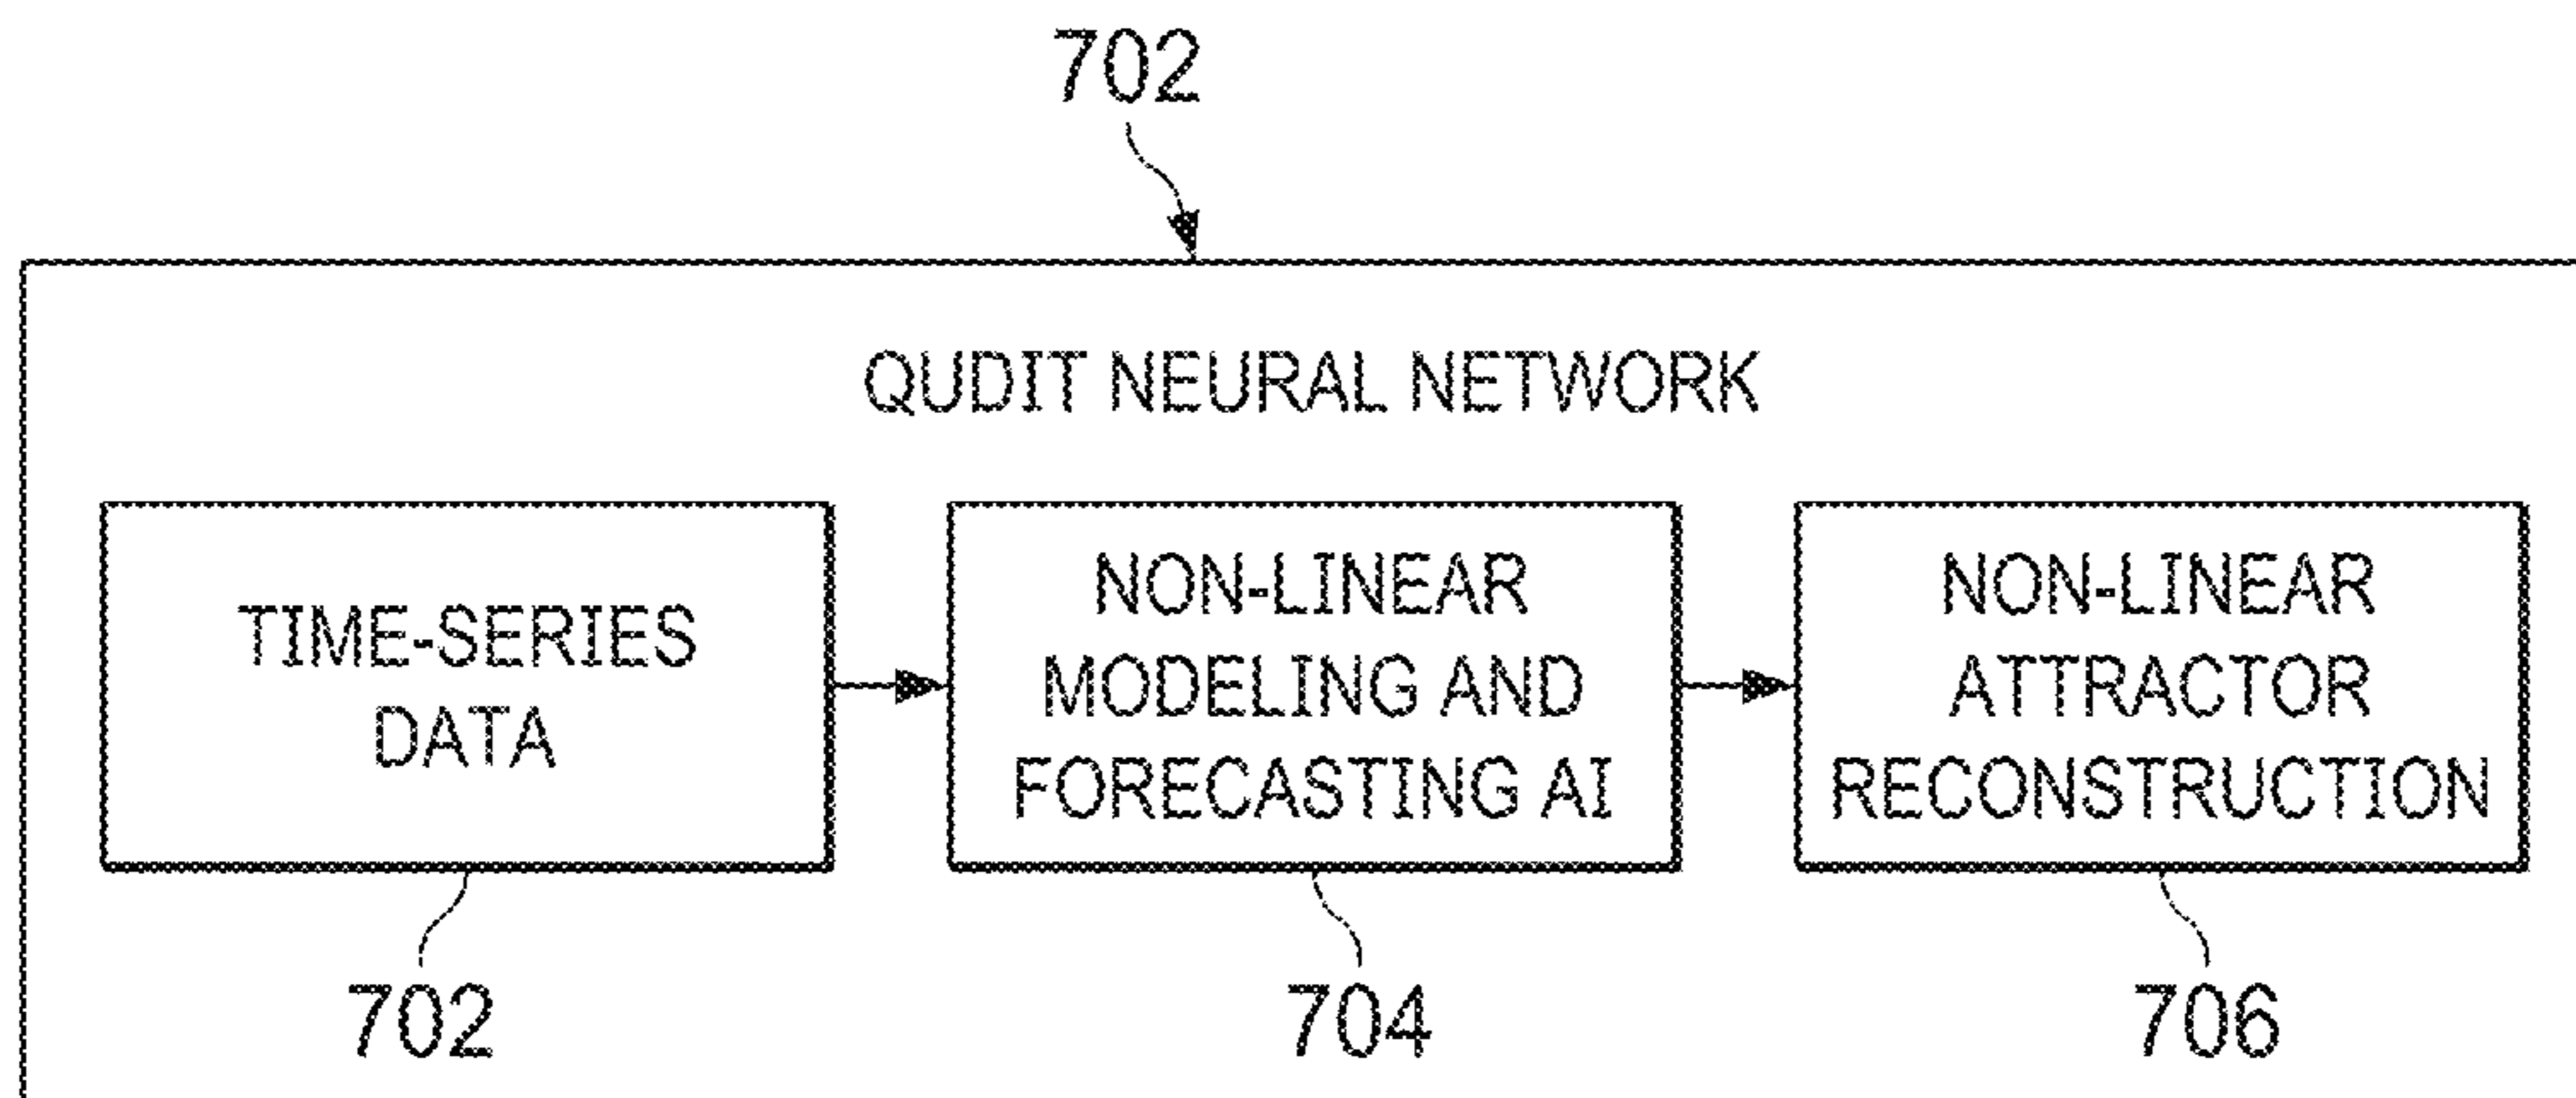 702
QUDIT NEURAL NETWORK
TIME-SERIES
DATA
NON-LINEAR
MODELING AND
FORECASTING AI
NON-LINEAR
ATTRACTOR
RECONSTRUCTION
702
704
706